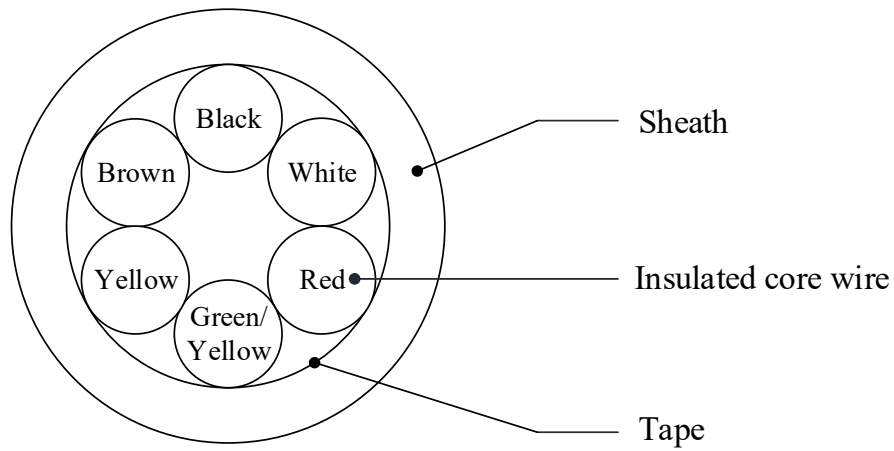 Black
Sheath
Brown
White
Yellow
Red
Insulated core wire
Green/
Yellow
Tape